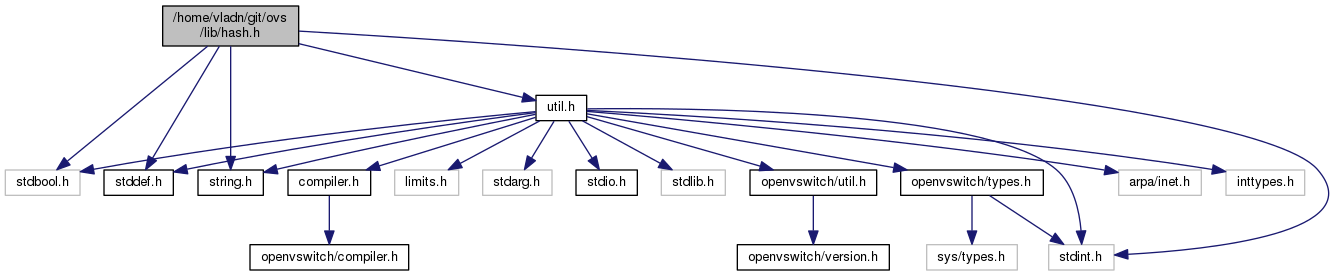 /home/vladn/git/ovs
/lib/hash.h
util.h
stdbool.h
stddef.h
string.h
compiler.h
limits.h
stdarg.h
stdio.h
stdlib.h
openvswitch/util.h
openvswitch/types.h
arpa/inet.h
inttypes.h
openvswitch/compiler.h
openvswitch/version.h
sys/types.h
stdint.h